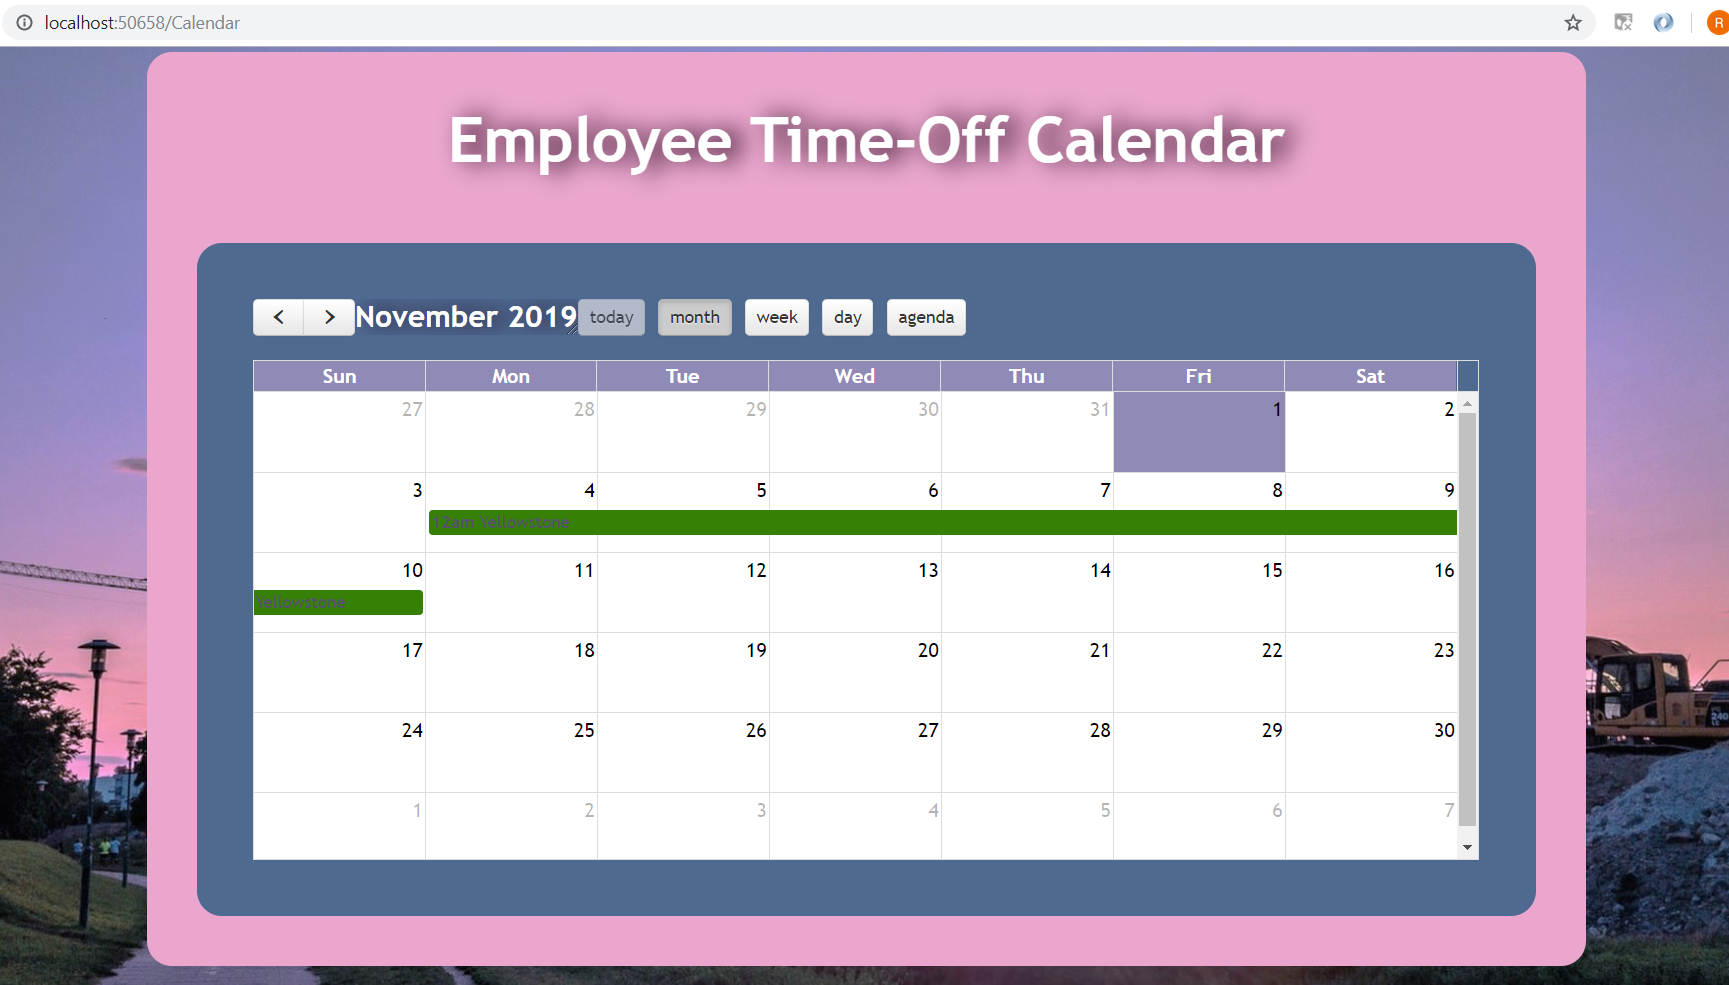 localhost:50658/Calendar
R
Employee Time-Off Calendar
November 2019 today month week day agenda
Sun Mon Tue Wed Thu Fri Sat
27 28 29 30 31 1 2
3 4 5 6 7 8 9
12am Yellowstone
10 11 12 13 14 15 16
Yellowstone
17 18 19 20 21 22 23
24 25 26 27 28 29 30
1 2 3 4 5 6 7
240